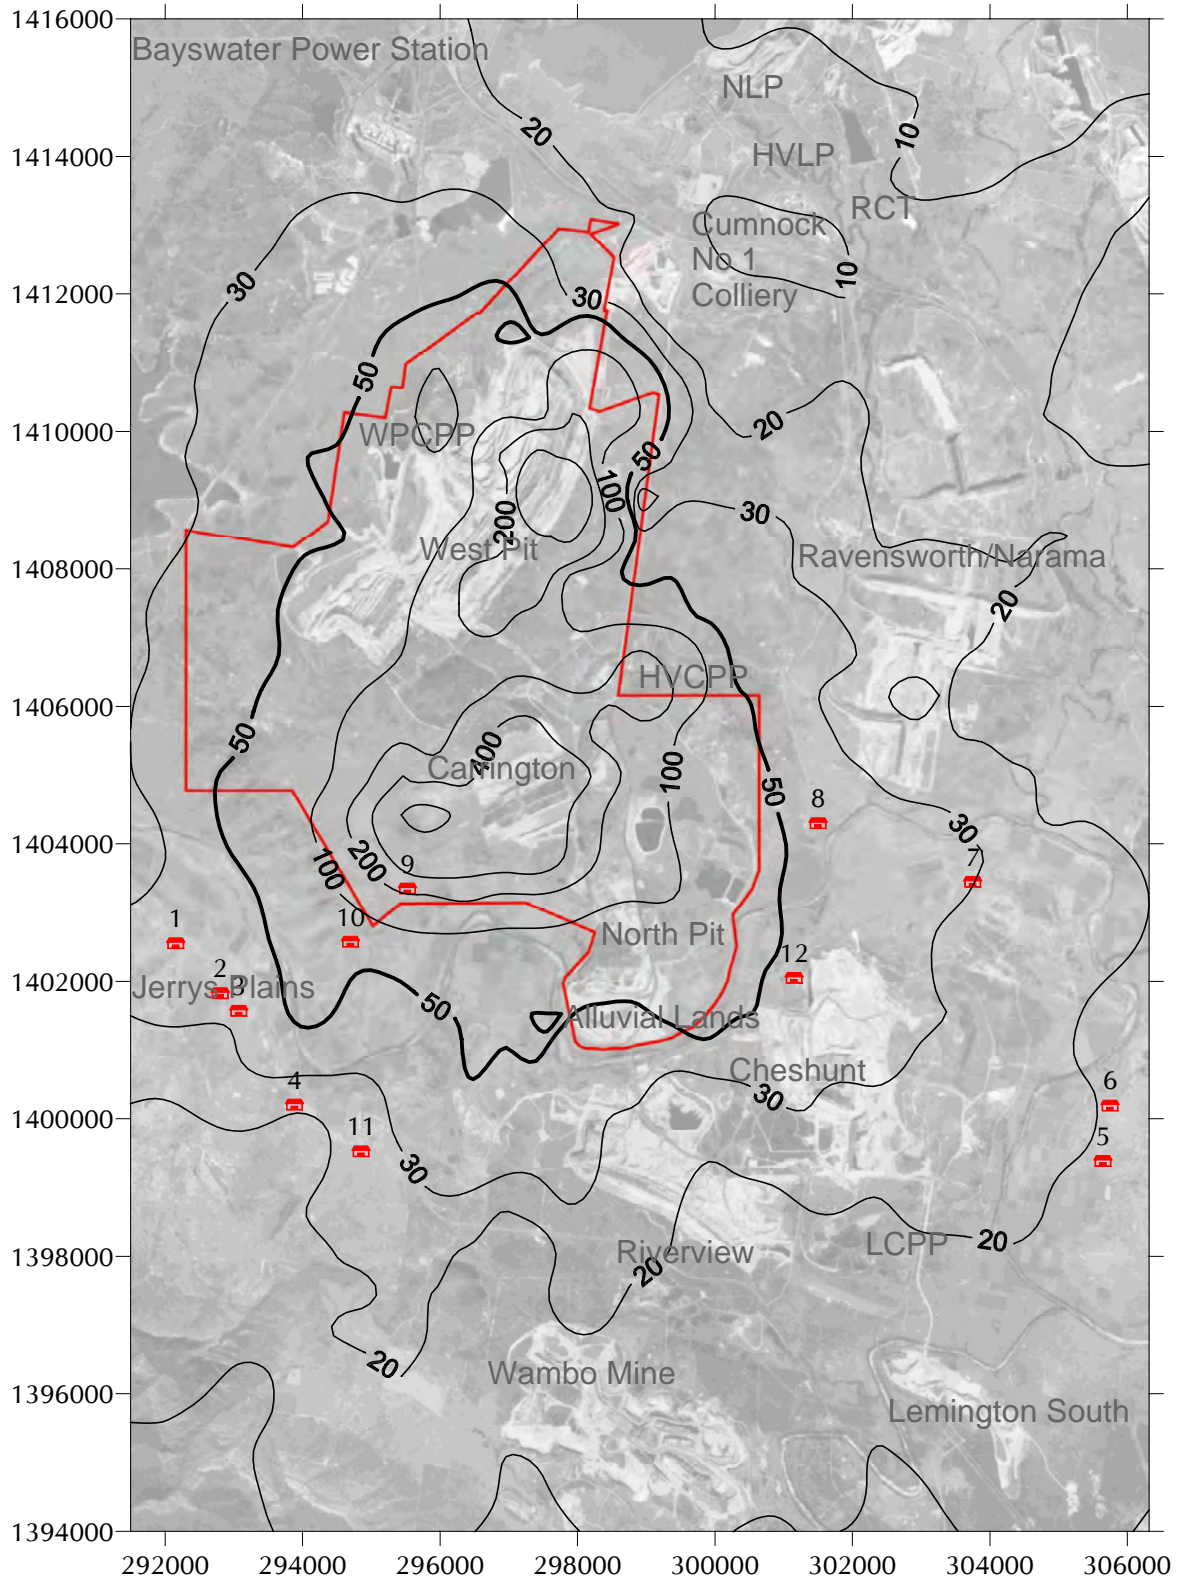 1416000
Bayswater Power Station
NLP
20
10
1414000
HVLP
RCT
Cumnock
No 1
Colliery
10
30
30
1412000
50
20
1410000
WPCPP
50
100
200
30
West Pit
Ravensworth/Narama
1408000
20
HVCPP
1406000
50
400
Carrington
100
50
8
30
1404000
7
200
9
100
1
10
North Pit
12
2
1402000
Jerrys Plains
3
50
Alluvial Lands
Cheshunt
30
4
6
1400000
11
5
30
20
LCPP
Riverview
1398000
20
20
Wambo Mine
1396000
Lemington South
1394000
292000 294000 296000 298000 300000 302000 304000 306000